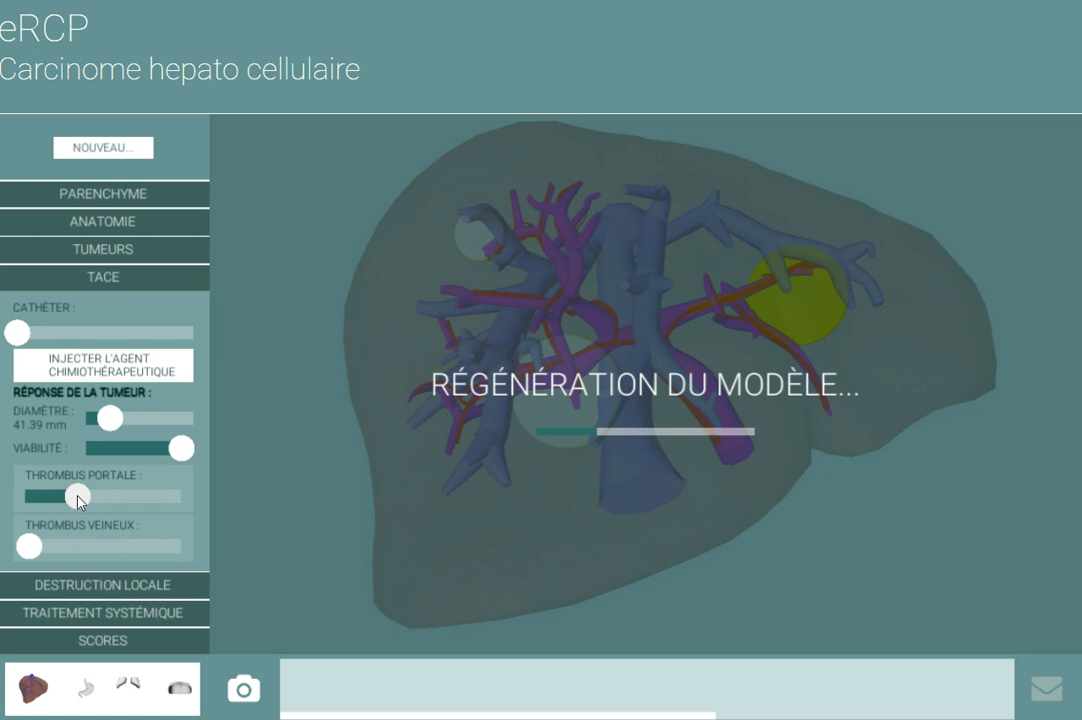 eRCP
Carcinome hepato cellulaire
NOUVEAU...
PARENCHYME
ANATOMIE
TUMEURS
TACE
CATHÉTER :
INJECTER L'AGENT
CHIMIOTHÉRAPEUTIQUE
RÉPONSE DE LA TUMEUR :
DIAMÈTRE :
41.39 mm
VIABILITÉ :
THROMBUS PORTALE :
THROMBUS VEINEUX :
DESTRUCTION LOCALE
TRAITEMENT SYSTÉMIQUE
SCORES
RÉGÉNÉRATION DU MODÈLE...